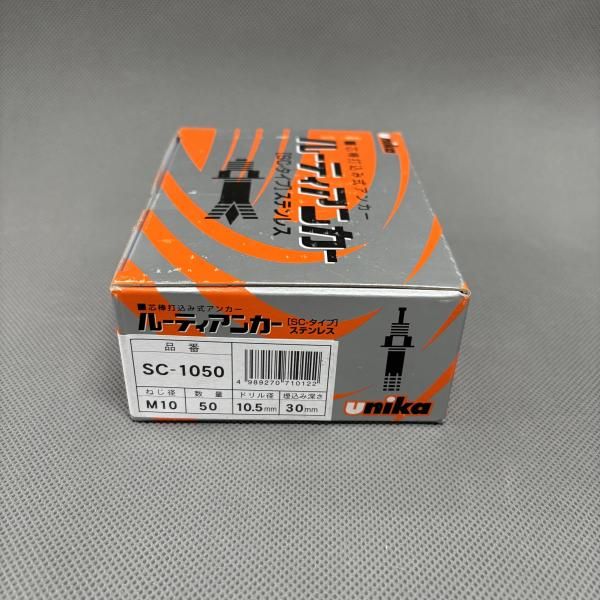 unika
■芯棒打込み式アンカー
ルーティアンカー
[SC-タイプ]ステンレス
■芯棒打込み式アンカー
ルーティアンカー
[SC-タイプ]
ステンレス
品番
SC-1050
4 989270 710122
ねじ径 数量 ドリル径 埋込み深さ
M10 50 10.5mm 30mm
unika